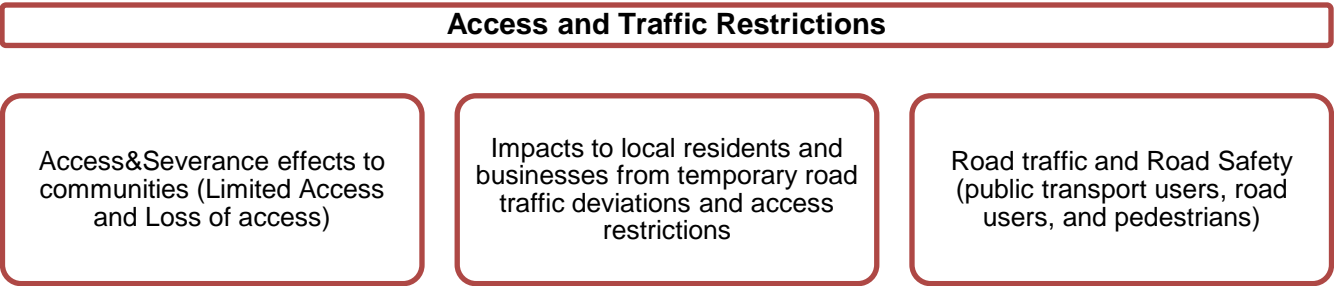 Access and Traffic Restrictions
Access&Severance effects to
communities (Limited Access
and Loss of access)
Impacts to local residents and
businesses from temporary road
traffic deviations and access
restrictions
Road traffic and Road Safety
(public transport users, road
users, and pedestrians)